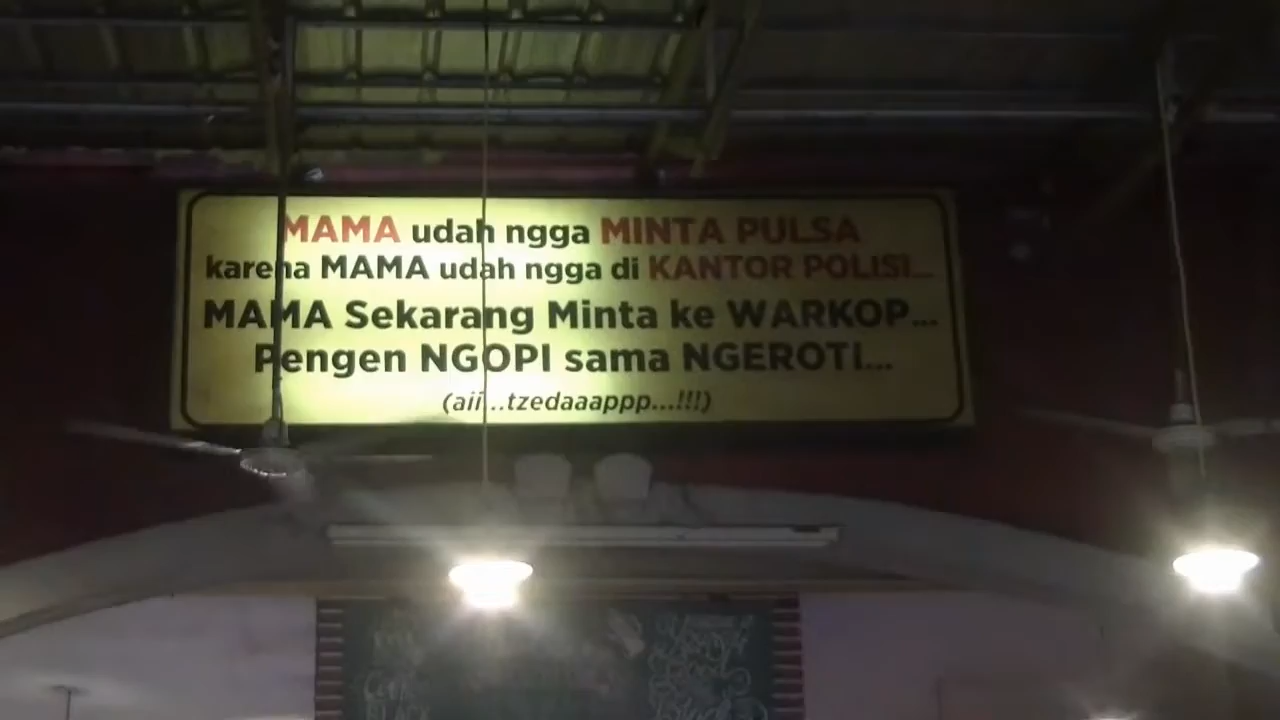 MAMA udah ngga MINTA PULSA
karena MAMA udah ngga di KANTOR POLISI...
MAMA Sekarang Minta ke WARKOP...
Pengen NGOPI sama NGEROTI...
(aii...tzedaaappp...!!!)
BLACK